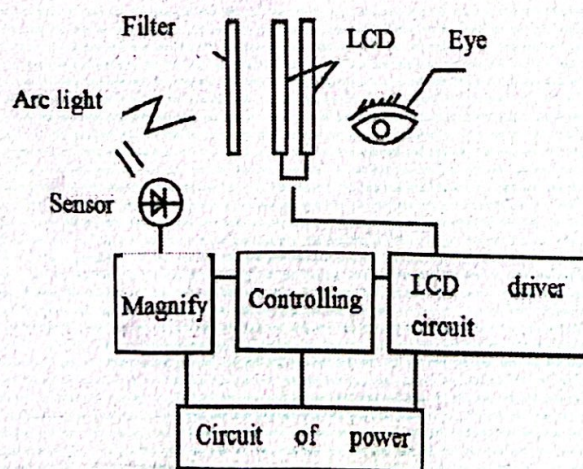 Filter
LCD
Eye
Arc light
Sensor
Magnify
Controlling
LCD driver
circuit
Circuit of power